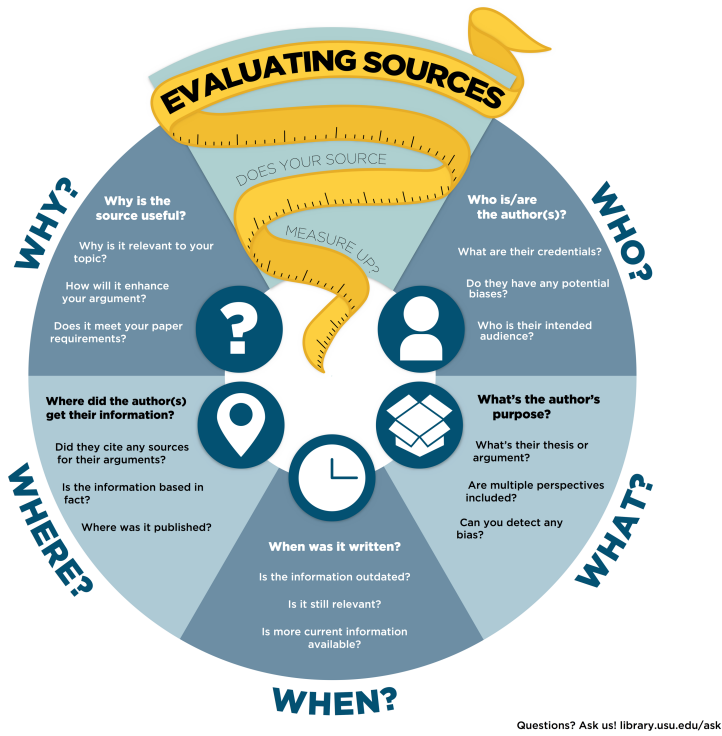 EVALUATING SOURCES
DOES YOUR SOURCE
MEASURE UP?
WHO?
Who is/are
the author(s)?
What are their credentials?
Do they have any potential
biases?
Who is their intended
audience?
WHAT?
What's the author's
purpose?
What's their thesis or
argument?
Are multiple perspectives
included?
Can you detect any
bias?
WHEN?
When was it written?
Is the information outdated?
Is it still relevant?
Is more current information
available?
WHERE?
Where did the author(s)
get their information?
Did they cite any sources
for their arguments?
Is the information based in
fact?
Where was it published?
WHY?
Why is the
source useful?
Why is it relevant to your
topic?
How will it enhance
your argument?
Does it meet your paper
requirements?
Questions? Ask us! library.usu.edu/ask